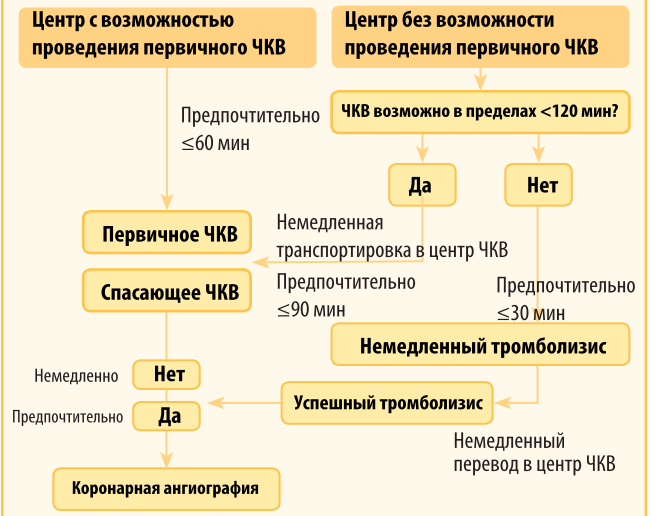 Центр с возможностью
проведения первичного ЧКВ
Центр без возможности
проведения первичного ЧКВ
ЧКВ возможно в пределах <120 мин?
Предпочтительно
≤60 мин
Да
Нет
Первичное ЧКВ
Немедленная
транспортировка в центр ЧКВ
Спасающее ЧКВ
Предпочтительно
≤90 мин
Предпочтительно
≤30 мин
Немедленный тромболизис
Немедленно
Нет
Предпочтительно
Да
Успешный тромболизис
Немедленный
перевод в центр ЧКВ
Коронарная ангиография